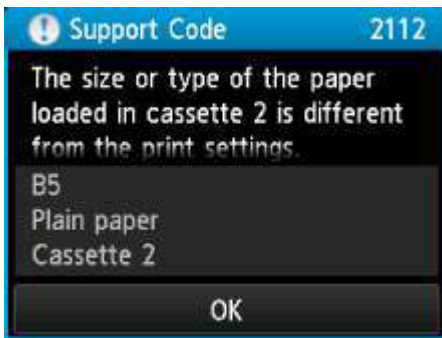 Support Code 2112
The size or type of the paper
loaded in cassette 2 is different
from the print settings.
B5
Plain paper
Cassette 2
OK